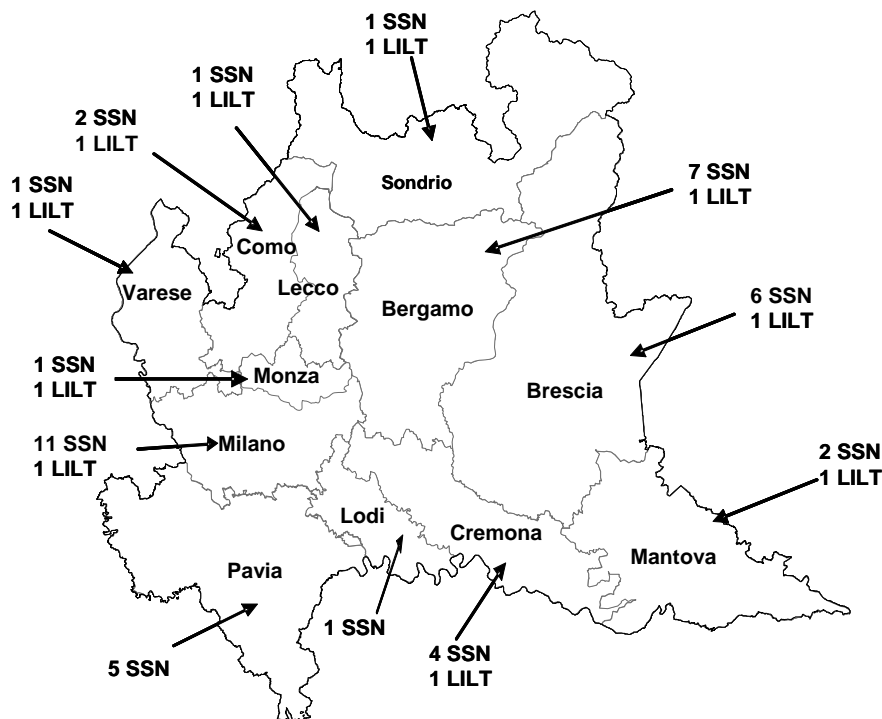 1 SSN
1 LILT
1 SSN
1 LILT
2 SSN
1 LILT
1 SSN
1 LILT
Sondrio
7 SSN
1 LILT
Como
Varese
Lecco
Bergamo
6 SSN
1 LILT
1 SSN
1 LILT
Monza
Brescia
11 SSN
1 LILT
Milano
2 SSN
1 LILT
Lodi
Cremona
Mantova
Pavia
1 SSN
5 SSN
4 SSN
1 LILT